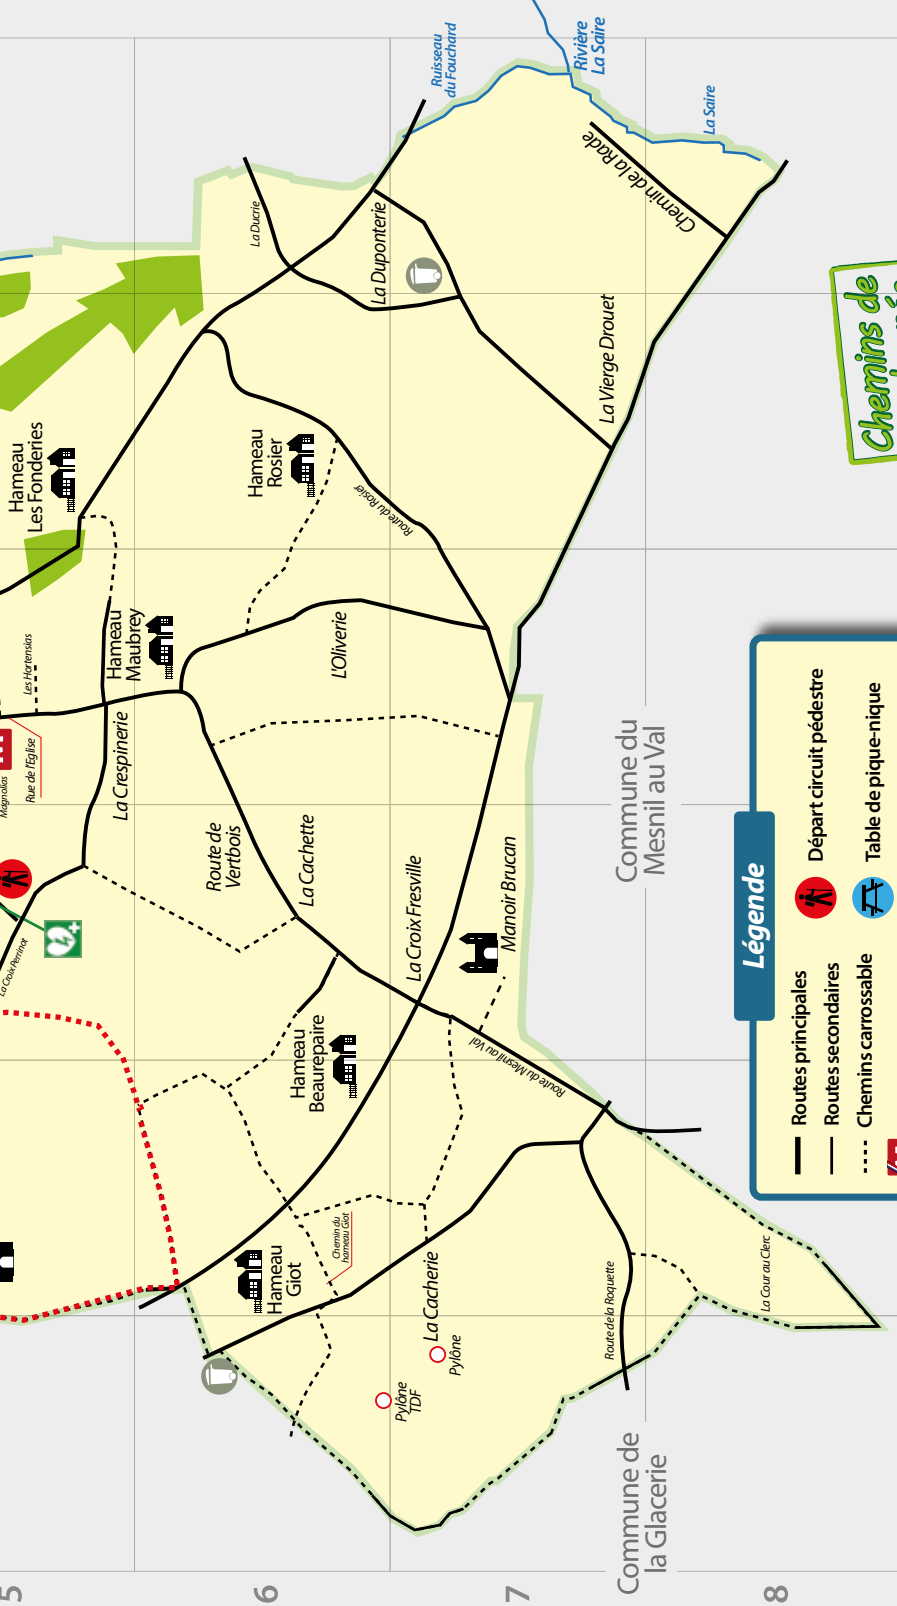 Ruisseau
du Fouchard
Rivière
La Saire
La Saire
Chemin de la Rade
La Ducrie
La Duponterie
La Vierge Drouet
Chemins de
Hameau
Les Fonderies
Hameau
Rosier
Route du Rosier
Hameau
Maubrey
L'Oliverie
Les Hortensias
Magnolias
Rue de l'Eglise
La Crespinerie
Route de
Vertbois
La Cachette
La Croix Fresville
Manoir Brucan
Commune du
Mesnil au Val
La Croix Perrinot
Hameau
Beaurepaire
Route du Mesnil au Val
Hameau
Giot
Chemin du
hameau Giot
La Cacherie
Pylône
Pylône
TDF
Route de la Roquette
La Cour au Clerc
Commune de
la Glacerie
5
6
7
8
Légende
Routes principales
Routes secondaires
Chemins carrossable
Départ circuit pédestre
Table de pique-nique